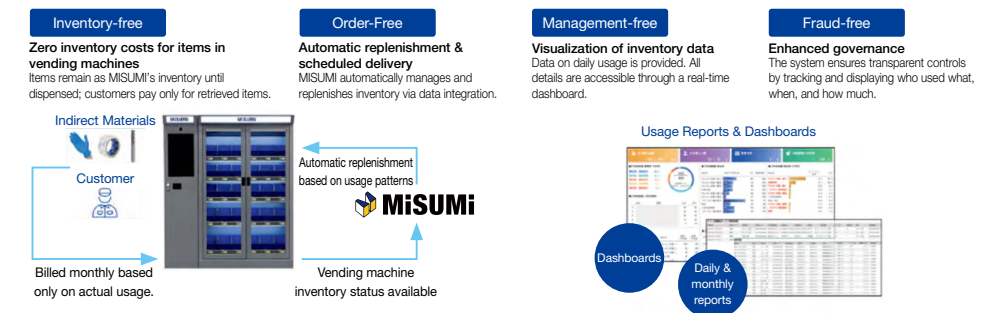 Inventory-free
Zero inventory costs for items in
vending machines
Items remain as MISUMI's inventory until
dispensed; customers pay only for retrieved items.
Order-Free
Automatic replenishment &
scheduled delivery
MISUMI automatically manages and
replenishes inventory via data integration.
Management-free
Visualization of inventory data
Data on daily usage is provided. All
details are accessible through a real-time
dashboard.
Fraud-free
Enhanced governance
The system ensures transparent controls
by tracking and displaying who used what,
when, and how much.
Indirect Materials
Customer
Billed monthly based
only on actual usage.
MISUMI
MISUMI
Automatic replenishment
based on usage patterns
MiSUMi
Vending machine
inventory status available
Usage Reports & Dashboards
Dashboards
Daily &
monthly
reports